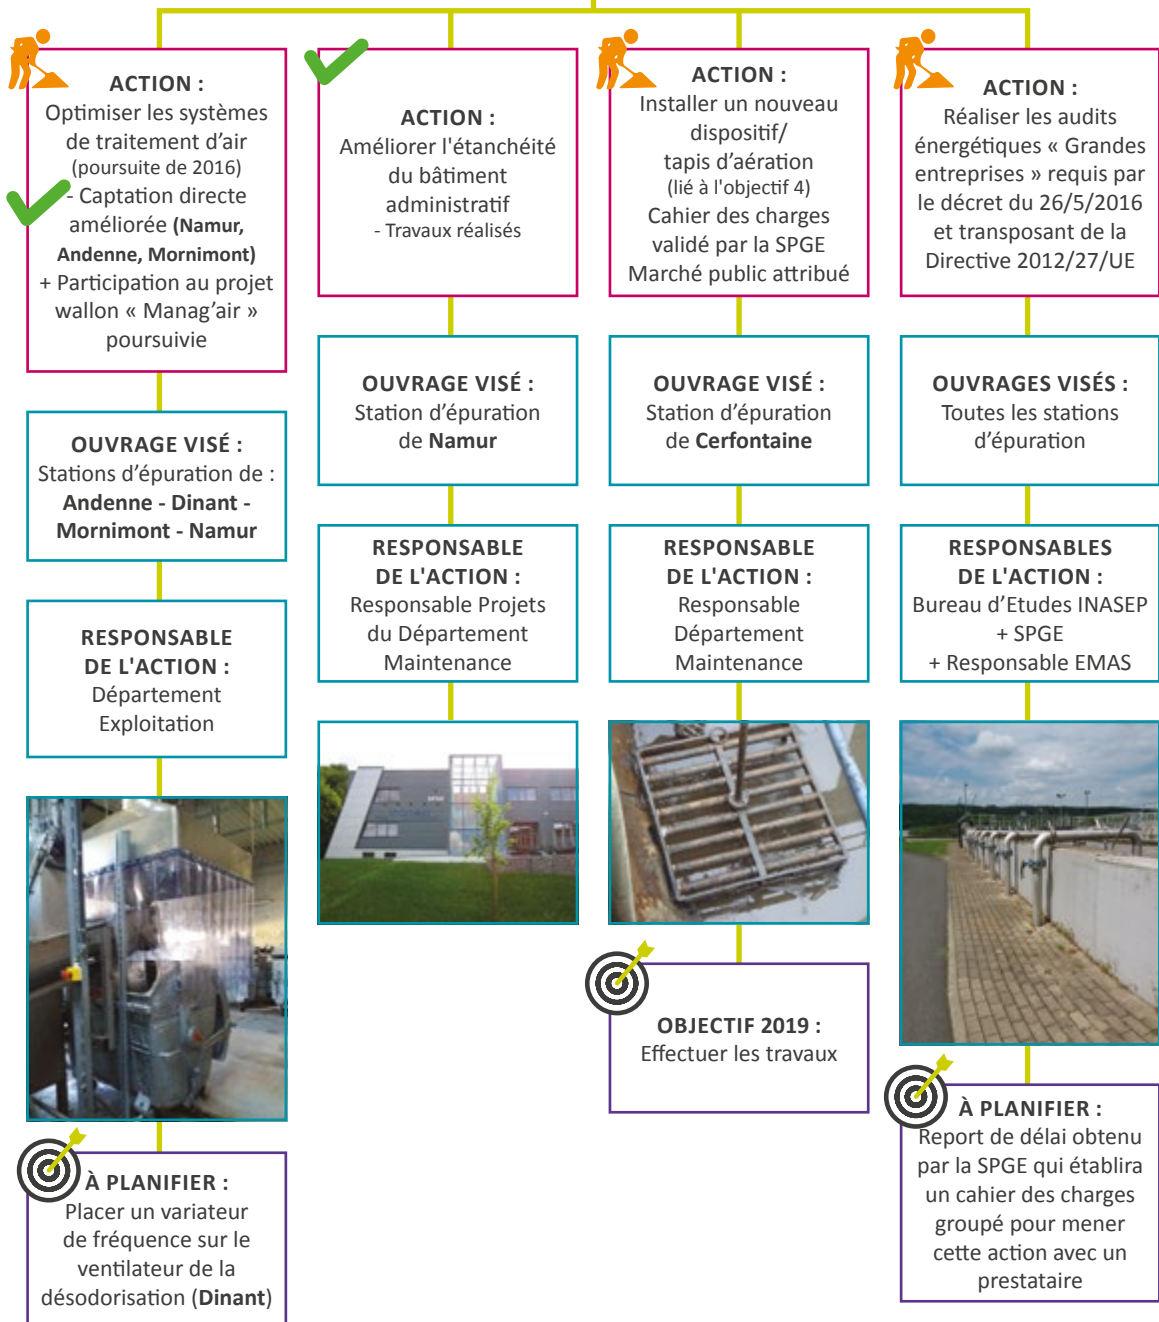 ACTION :
Optimiser les systèmes
de traitement d'air
(poursuite de 2016)
- Captation directe
améliorée (Namur,
Andenne, Mornimont)
+ Participation au projet
wallon « Manag'air »
poursuivie
OUVRAGE VISÉ :
Stations d'épuration de :
Andenne - Dinant -
Mornimont - Namur
RESPONSABLE
DE L'ACTION :
Département
Exploitation
À PLANIFIER :
Placer un variateur
de fréquence sur le
ventilateur de la
désodorisation (Dinant)
ACTION :
Améliorer l'étanchéité
du bâtiment
administratif
- Travaux réalisés
OUVRAGE VISÉ :
Station d'épuration
de Namur
RESPONSABLE
DE L'ACTION :
Responsable Projets
du Département
Maintenance
ACTION :
Installer un nouveau
dispositif/
tapis d'aération
(lié à l'objectif 4)
Cahier des charges
validé par la SPGE
Marché public attribué
OUVRAGE VISÉ :
Station d'épuration
de Cerfontaine
RESPONSABLE
DE L'ACTION :
Responsable
Département
Maintenance
OBJECTIF 2019 :
Effectuer les travaux
ACTION :
Réaliser les audits
énergétiques « Grandes
entreprises » requis par
le décret du 26/5/2016
et transposant de la
Directive 2012/27/UE
OUVRAGES VISÉS :
Toutes les stations
d'épuration
RESPONSABLES
DE L'ACTION :
Bureau d'Etudes INASEP
+ SPGE
+ Responsable EMAS
À PLANIFIER :
Report de délai obtenu
par la SPGE qui établira
un cahier des charges
groupé pour mener
cette action avec un
prestataire